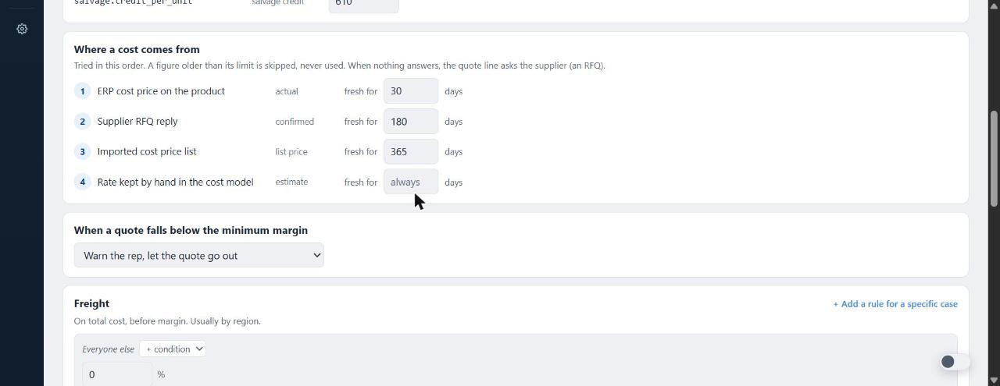 salvage.credit_per_unit salvage credit 610
Where a cost comes from
Tried in this order. A figure older than its limit is skipped, never used. When nothing answers, the quote line asks the supplier (an RFQ).
1 ERP cost price on the product actual fresh for 30 days
2 Supplier RFQ reply confirmed fresh for 180 days
3 Imported cost price list list price fresh for 365 days
4 Rate kept by hand in the cost model estimate fresh for always days
When a quote falls below the minimum margin
Warn the rep, let the quote go out
Freight + Add a rule for a specific case
On total cost, before margin. Usually by region.
Everyone else + condition
0 %